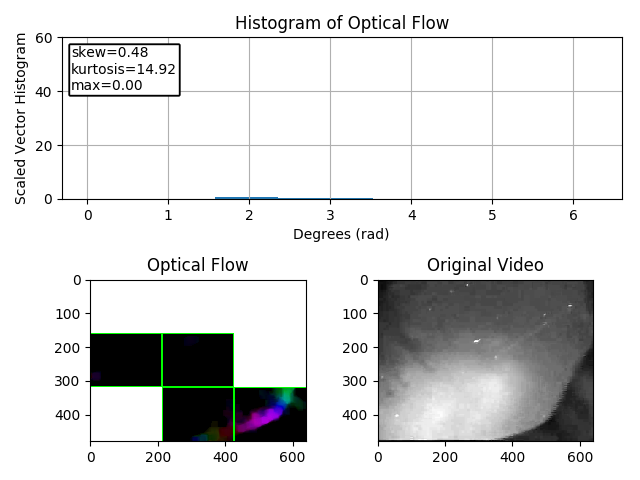 Histogram of Optical Flow
Scaled Vector Histogram
60
40
20
0
skew=0.48
kurtosis=14.92
max=0.00
0 1 2 3 4 5 6
Degrees (rad)
Optical Flow
0
100
200
300
400
0 200 400 600
Original Video
0
100
200
300
400
0 200 400 600